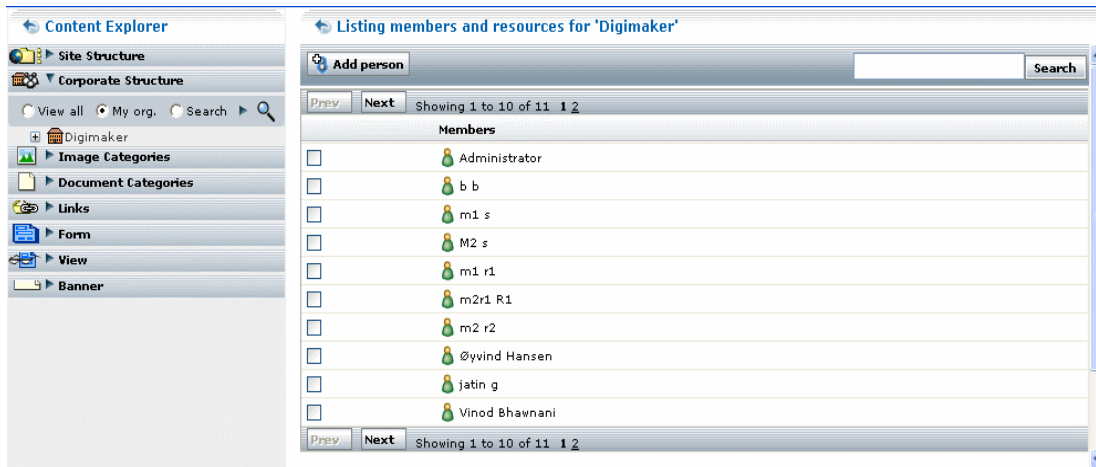 Content Explorer
Site Structure
Corporate Structure
View all My org. Search
Digimaker
Image Categories
Document Categories
Links
Form
View
Banner
Listing members and resources for 'Digimaker'
Add person
Search
Prev Next Showing 1 to 10 of 11 1 2
Members
Administrator
b b
m1 s
M2 s
m1 r1
m2r1 R1
m2 r2
Øyvind Hansen
jatin g
Vinod Bhawnani
Prev Next Showing 1 to 10 of 11 1 2